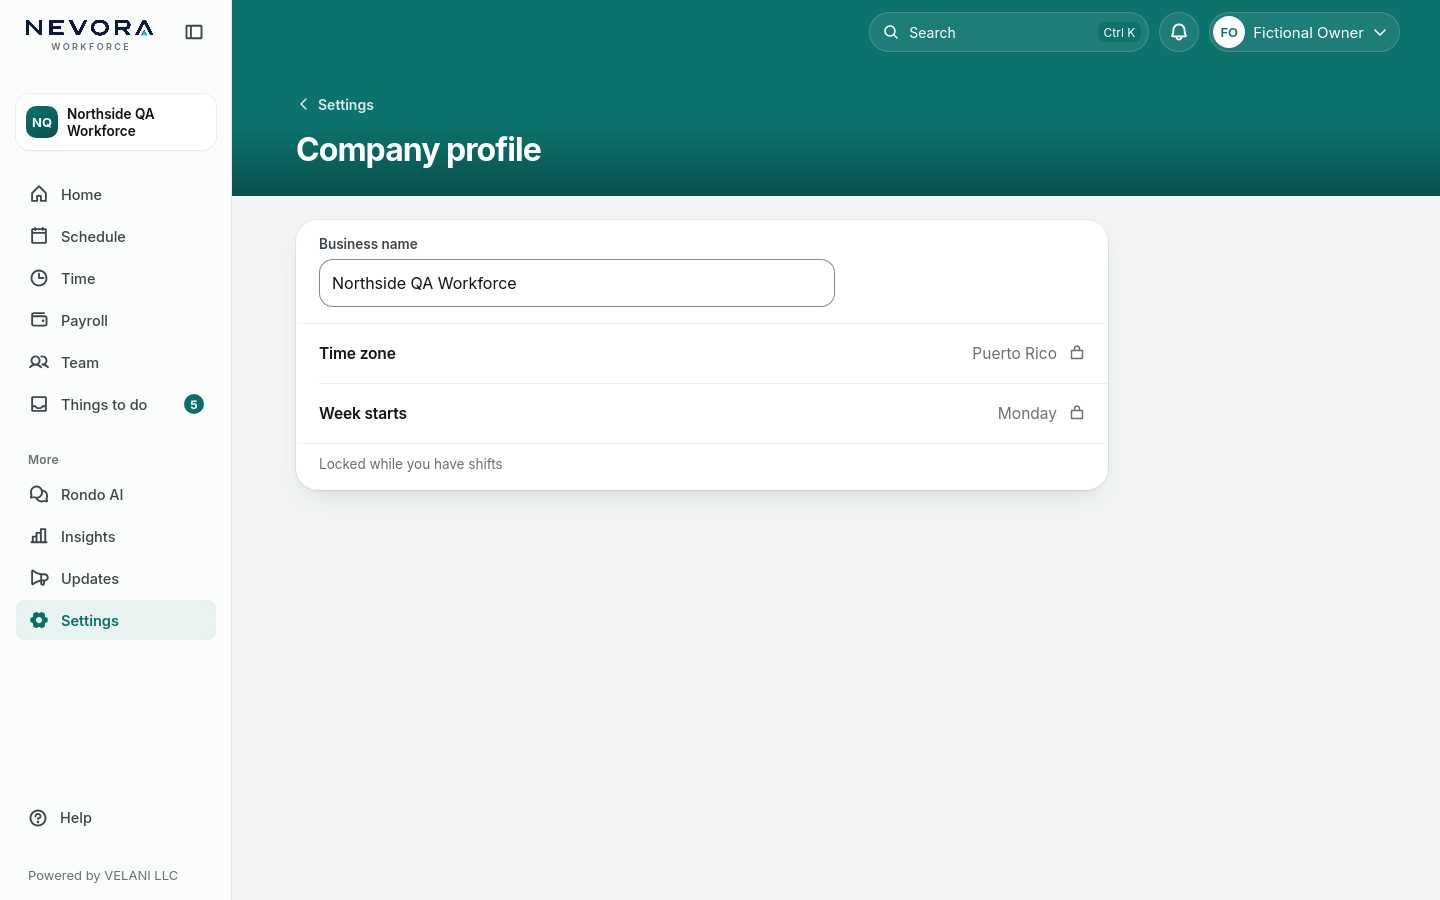 NEVORA
WORKFORCE
Search
Ctrl K
FO
Fictional Owner
Northside QA
Workforce
NQ
Settings
Company profile
Home
Schedule
Time
Payroll
Team
Things to do
5
More
Rondo AI
Insights
Updates
Settings
Help
Powered by VELANI LLC
Business name
Northside QA Workforce
Time zone
Puerto Rico
Week starts
Monday
Locked while you have shifts